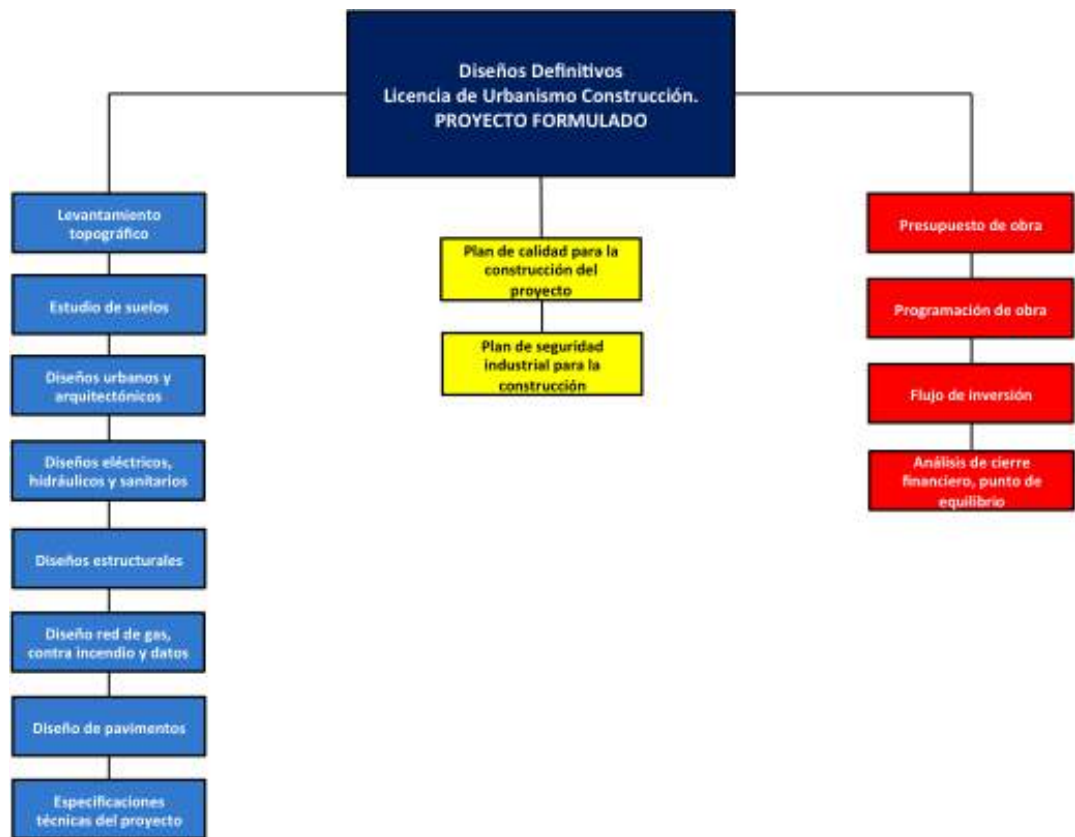 Diseños Definitivos
Licencia de Urbanismo Construcción.
PROYECTO FORMULADO
Levantamiento
topográfico
Estudio de suelos
Diseños urbanos y
arquitectónicos
Diseños eléctricos,
hidráulicos y sanitarios
Diseños estructurales
Diseño red de gas,
contra incendio y datos
Diseño de pavimentos
Especificaciones
técnicas del proyecto
Plan de calidad para la
construcción del
proyecto
Plan de seguridad
industrial para la
construcción
Presupuesto de obra
Programación de obra
Flujo de inversión
Análisis de cierre
financiero, punto de
equilibrio